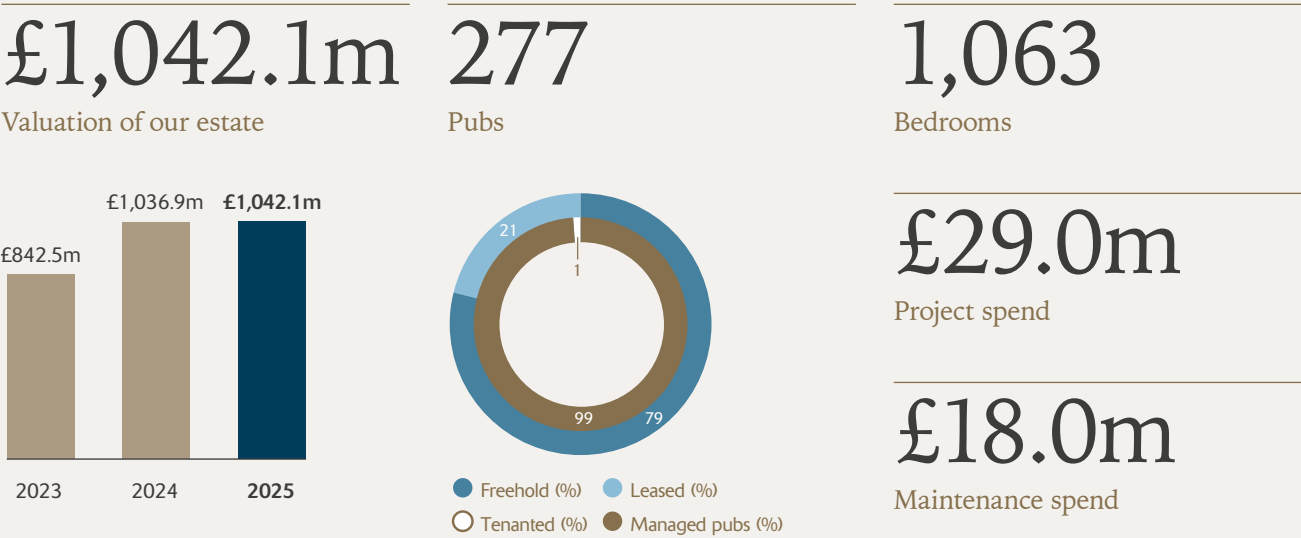 £1,042.1m
Valuation of our estate
£842.5m
£1,036.9m
£1,042.1m
2023
2024
2025
277
Pubs
21
1
99
79
Freehold (%)
Leased (%)
Tenanted (%)
Managed pubs (%)
1,063
Bedrooms
£29.0m
Project spend
£18.0m
Maintenance spend